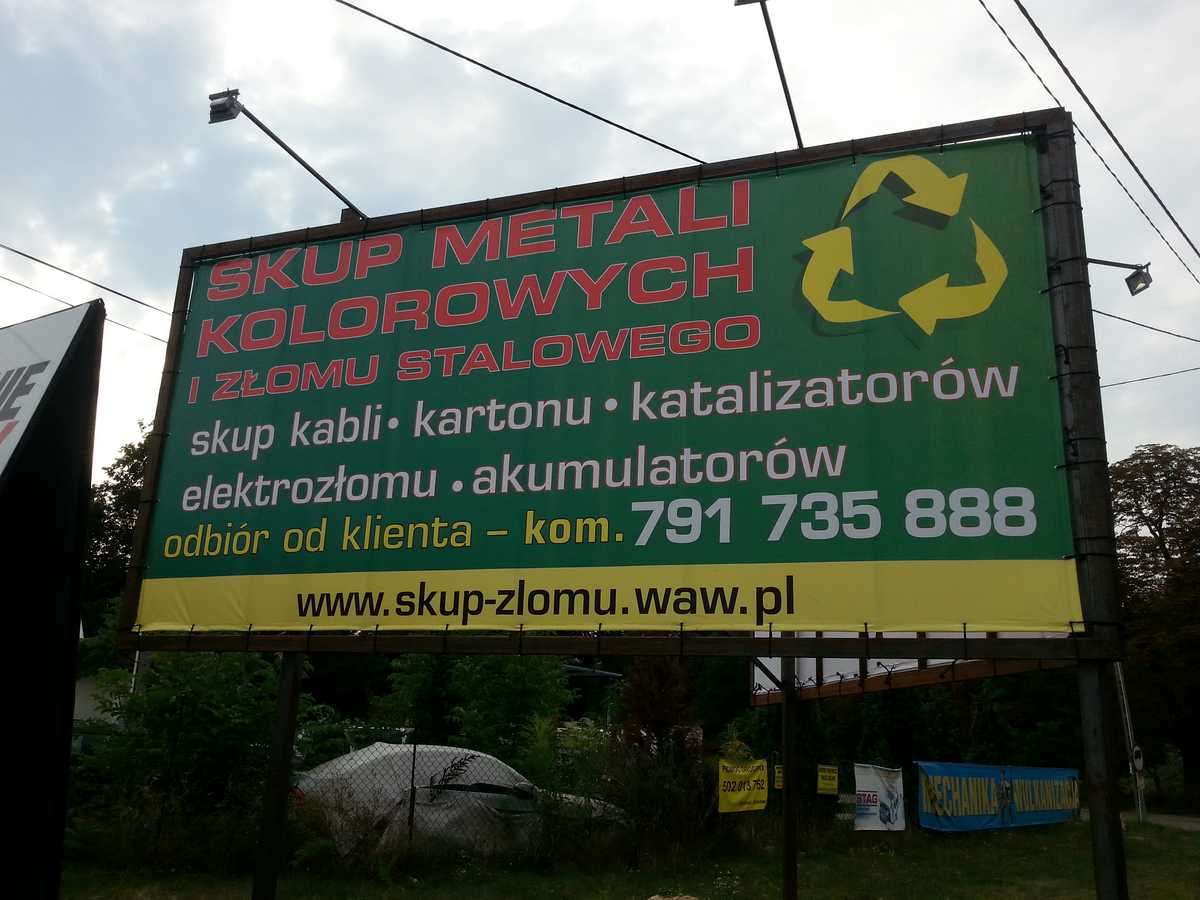 SKUP METALI
KOLOROWYCH
I ZŁOMU STALOWEGO
skup kabli • kartonu • katalizatorów
elektrozłomu • akumulatorów
odbiór od klienta – kom. 791 735 888
www.skup-zlomu.waw.pl
STAG
MECHANIKA WULKANIZACJA